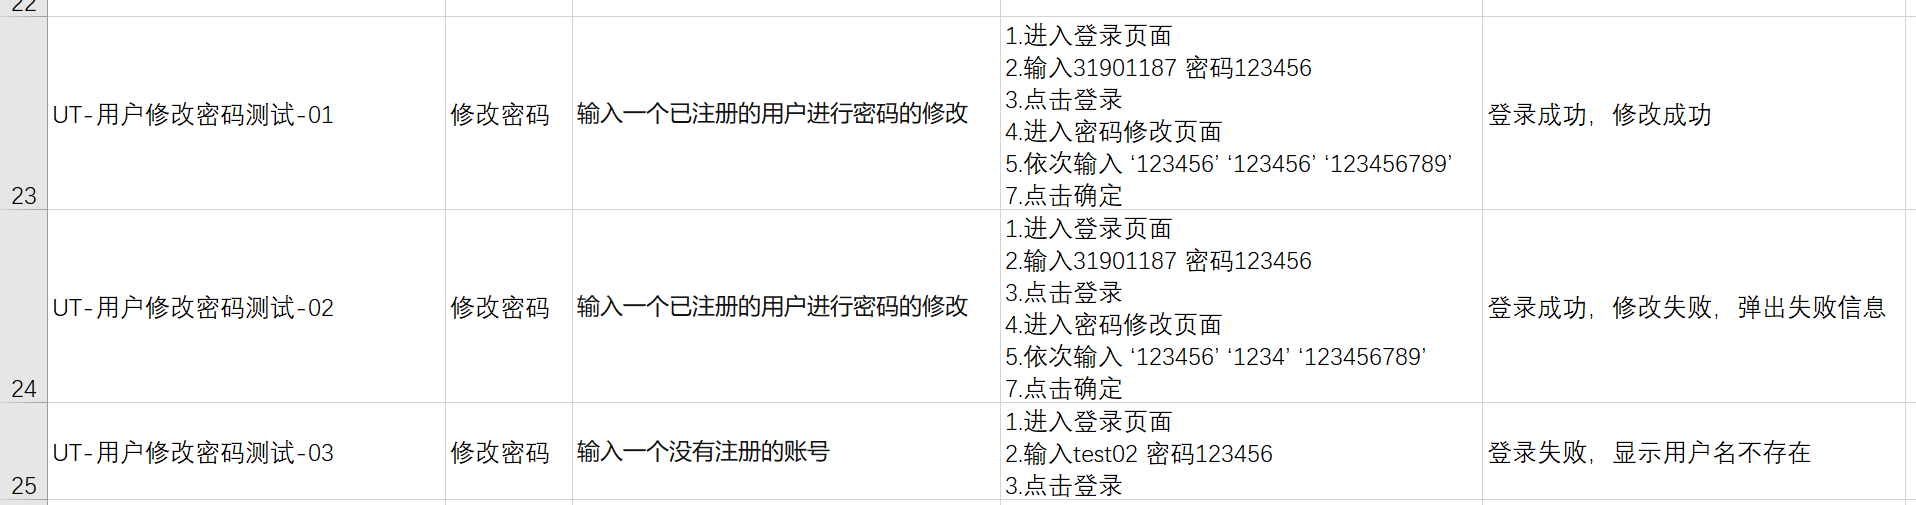 22
23
UT-用户修改密码测试-01
修改密码
输入一个已注册的用户进行密码的修改
1.进入登录页面
2.输入31901187 密码123456
3.点击登录
4.进入密码修改页面
5.依次输入 ‘123456’ ‘123456’ ‘123456789’
7.点击确定
登录成功，修改成功
24
UT-用户修改密码测试-02
修改密码
输入一个已注册的用户进行密码的修改
1.进入登录页面
2.输入31901187 密码123456
3.点击登录
4.进入密码修改页面
5.依次输入 ‘123456’ ‘1234’ ‘123456789’
7.点击确定
登录成功，修改失败，弹出失败信息
25
UT-用户修改密码测试-03
修改密码
输入一个没有注册的账号
1.进入登录页面
2.输入test02 密码123456
3.点击登录
登录失败，显示用户名不存在